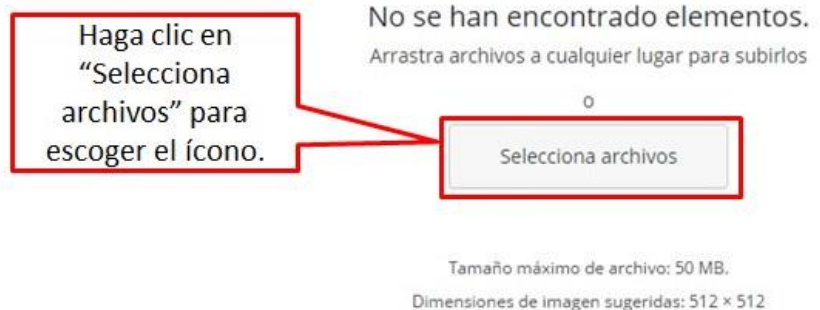 Haga clic en
“Selecciona
archivos” para
escoger el ícono.
No se han encontrado elementos.
Arrastra archivos a cualquier lugar para subirlos
o
Selecciona archivos
Tamaño máximo de archivo: 50 MB.
Dimensiones de imagen sugeridas: 512 × 512